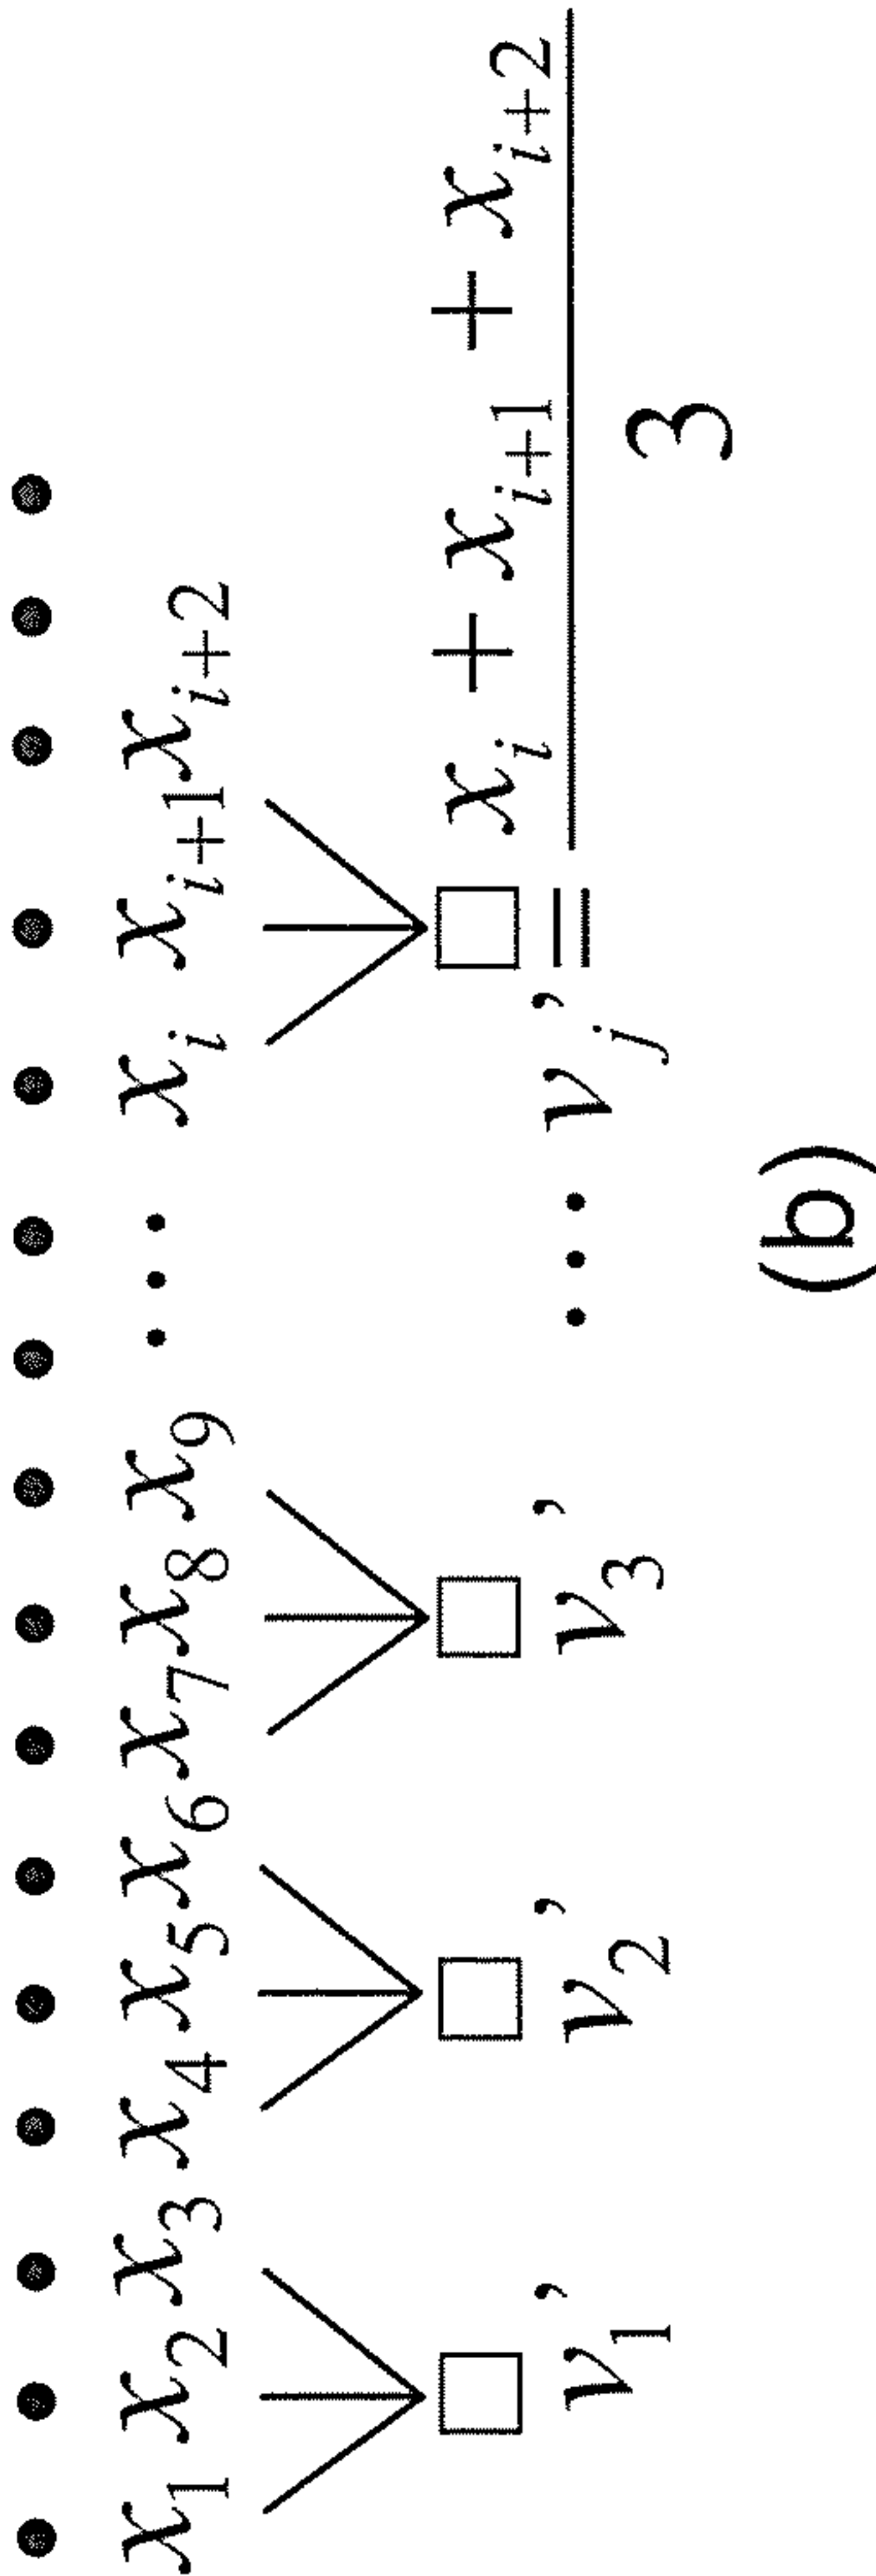 x₁ x₂ x₃ x₄ x₅ x₆ x₇ x₈ x₉ ••• xᵢ xᵢ₊₁ xᵢ₊₂
v₁’ v₂’ v₃’ ••• vⱼ’ = (xᵢ + xᵢ₊₁ + xᵢ₊₂) / 3
(b)